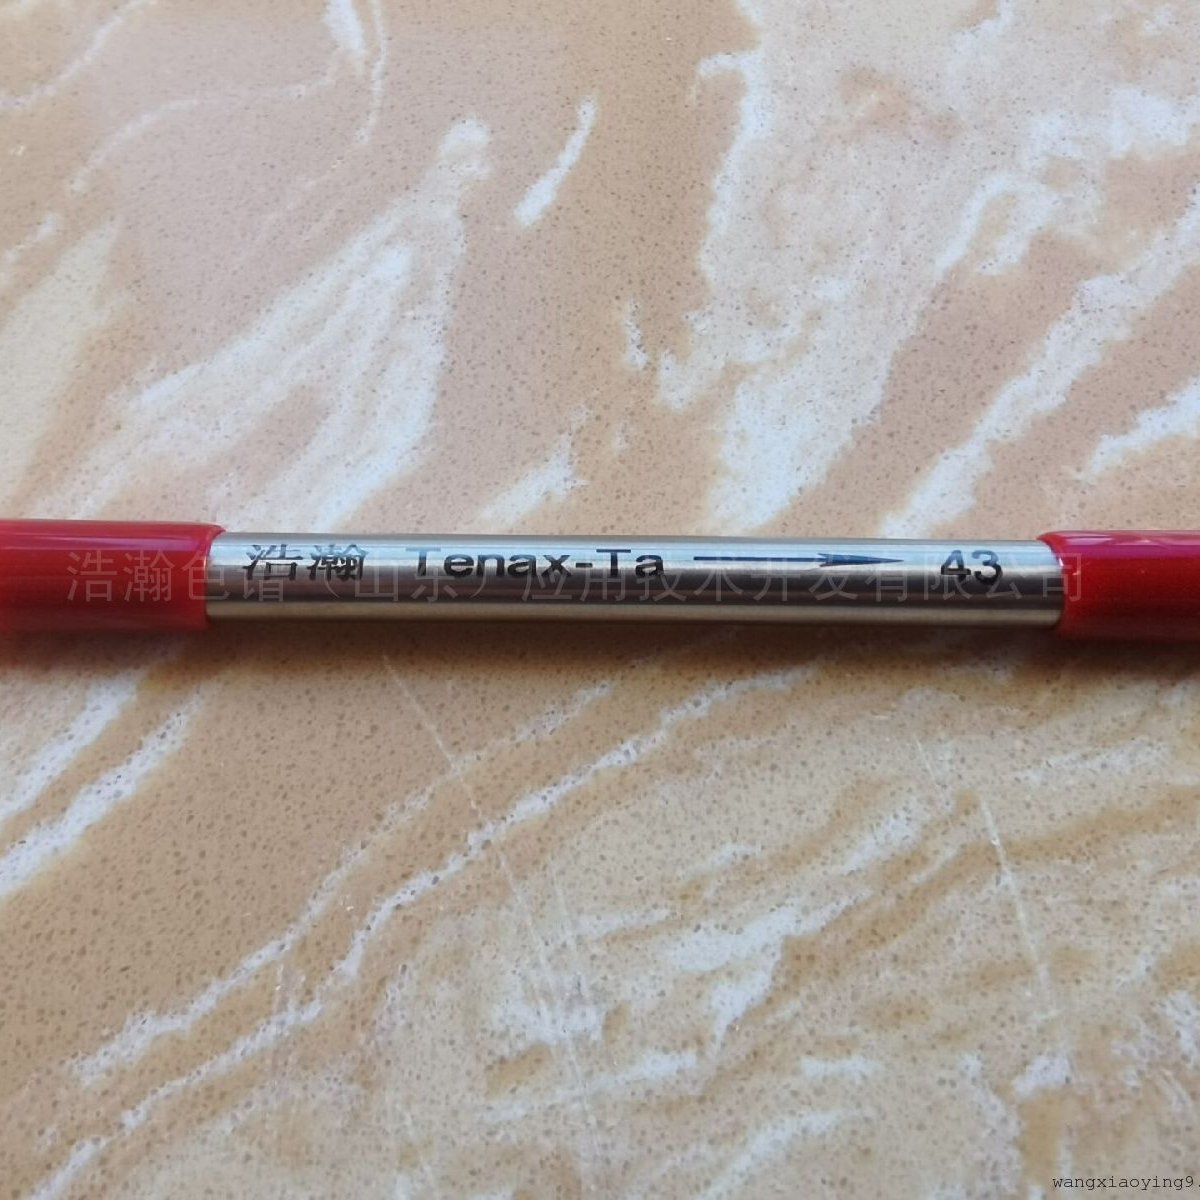 浩瀚 Tenax-Ta 43
浩瀚色谱（山东）应用技术开发有限公司
wangxiaoying9